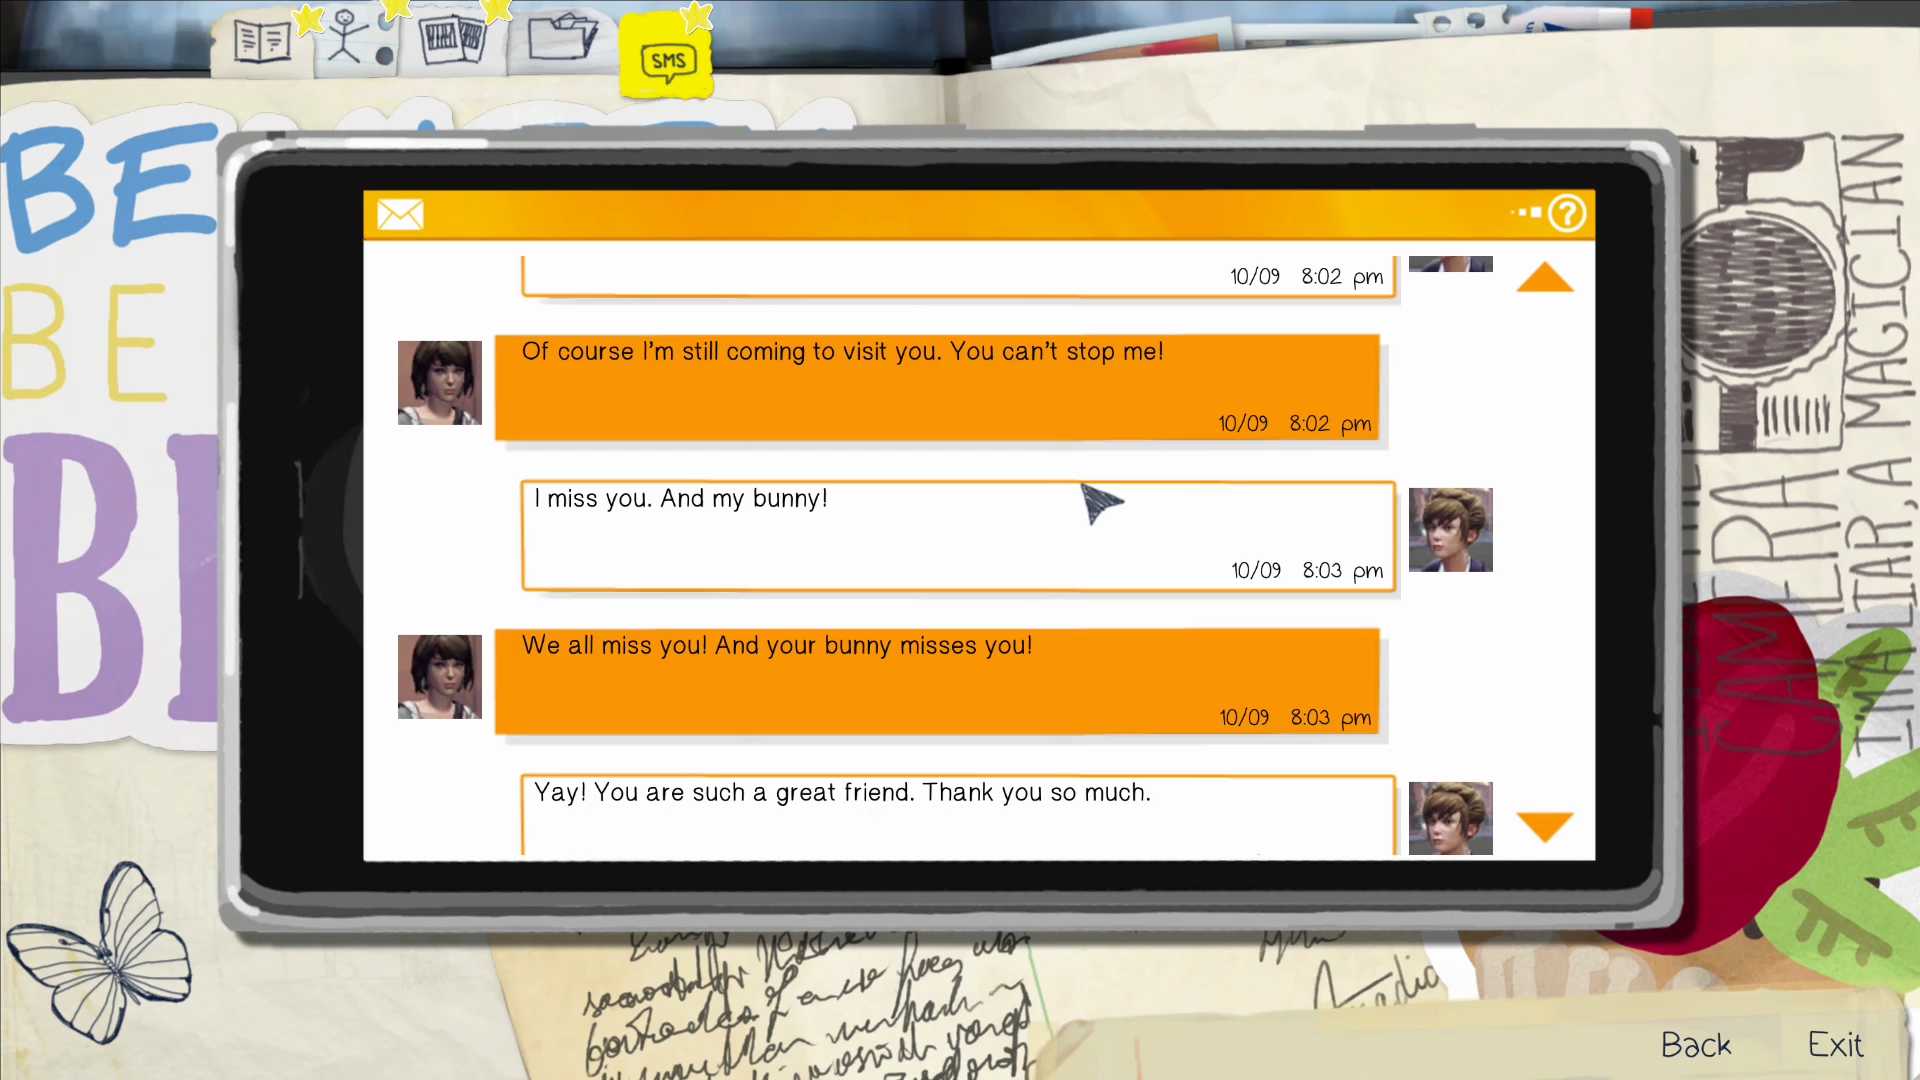 SMS
BE
BE
10/09 8:02 pm
Of course I'm still coming to visit you. You can't stop me!
10/09 8:02 pm
I miss you. And my bunny!
10/09 8:03 pm
We all miss you! And your bunny misses you!
10/09 8:03 pm
Yay! You are such a great friend. Thank you so much.
CAMERA
I'M A LIAR, A MAGICIAN
Back
Exit